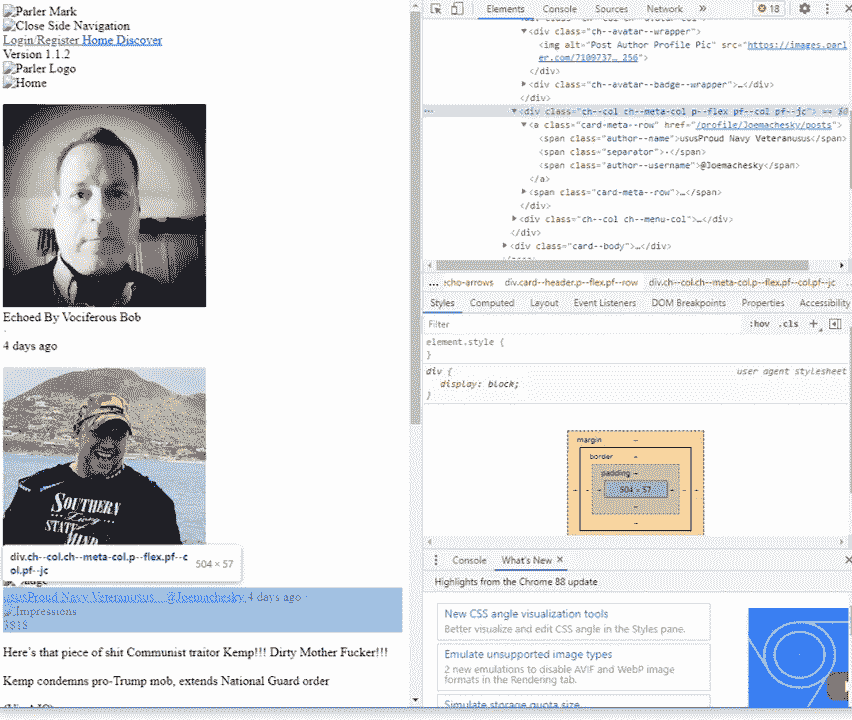 Parler Mark
Close Side Navigation
Login/Register Home Discover
Version 1.1.2
Parler Logo
Home
Echoed By Vociferous Bob
·
4 days ago
SOUTHERN
STATE
MIND
div.ch--col.ch--meta-col.p--flex.pf--c
ol.pf--jc
504 × 57
ususProud Navy Veteranusus · @Joemachesky 4 days ago ·
Impressions
Here's that piece of shit Communist traitor Kemp!!! Dirty Mother Fucker!!!
Kemp condemns pro-Trump mob, extends National Guard order
Elements Console Sources Network » 18
<div class="ch--avatar-wrapper">
<img alt="Post Author Profile Pic" src="https://images.parl
er.com/7109737… 256">
</div>
<div class="ch--avatar--badge--wrapper">…</div>
</div>
<div class="ch--col ch--meta-col p--flex pf--col pf--jc"> == $0
<a class="card-meta--row" href="/profile/Joemachesky/posts">
<span class="author--name">ususProud Navy Veteranusus</span>
<span class="separator">·</span>
<span class="author--username">@Joemachesky</span>
</a>
<span class="card-meta--row">…</span>
</div>
<div class="ch--col ch--menu-col">…</div>
</div>
<div class="card--body">…</div>
… echo-arrows div.card--header.p--flex.pf--row div.ch--col.ch--meta-col.p--flex.pf--col.pf--jc …
Styles Computed Layout Event Listeners DOM Breakpoints Properties Accessibility
Filter :hov .cls +
element.style {
}
div { user agent stylesheet
display: block;
}
margin –
border –
padding –
504 × 57
Console What's New ×
Highlights from the Chrome 88 update
New CSS angle visualization tools
Better visualize and edit CSS angle in the Styles pane.
Emulate unsupported image types
2 new emulations to disable AVIF and WebP image
formats in the Rendering tab.
Simulate storage quota size